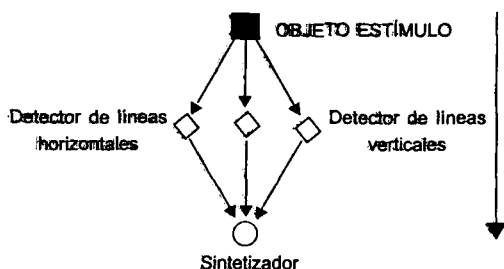 OBJETO ESTÍMULO
Detector de líneas
horizontales
Detector de líneas
verticales
Sintetizador